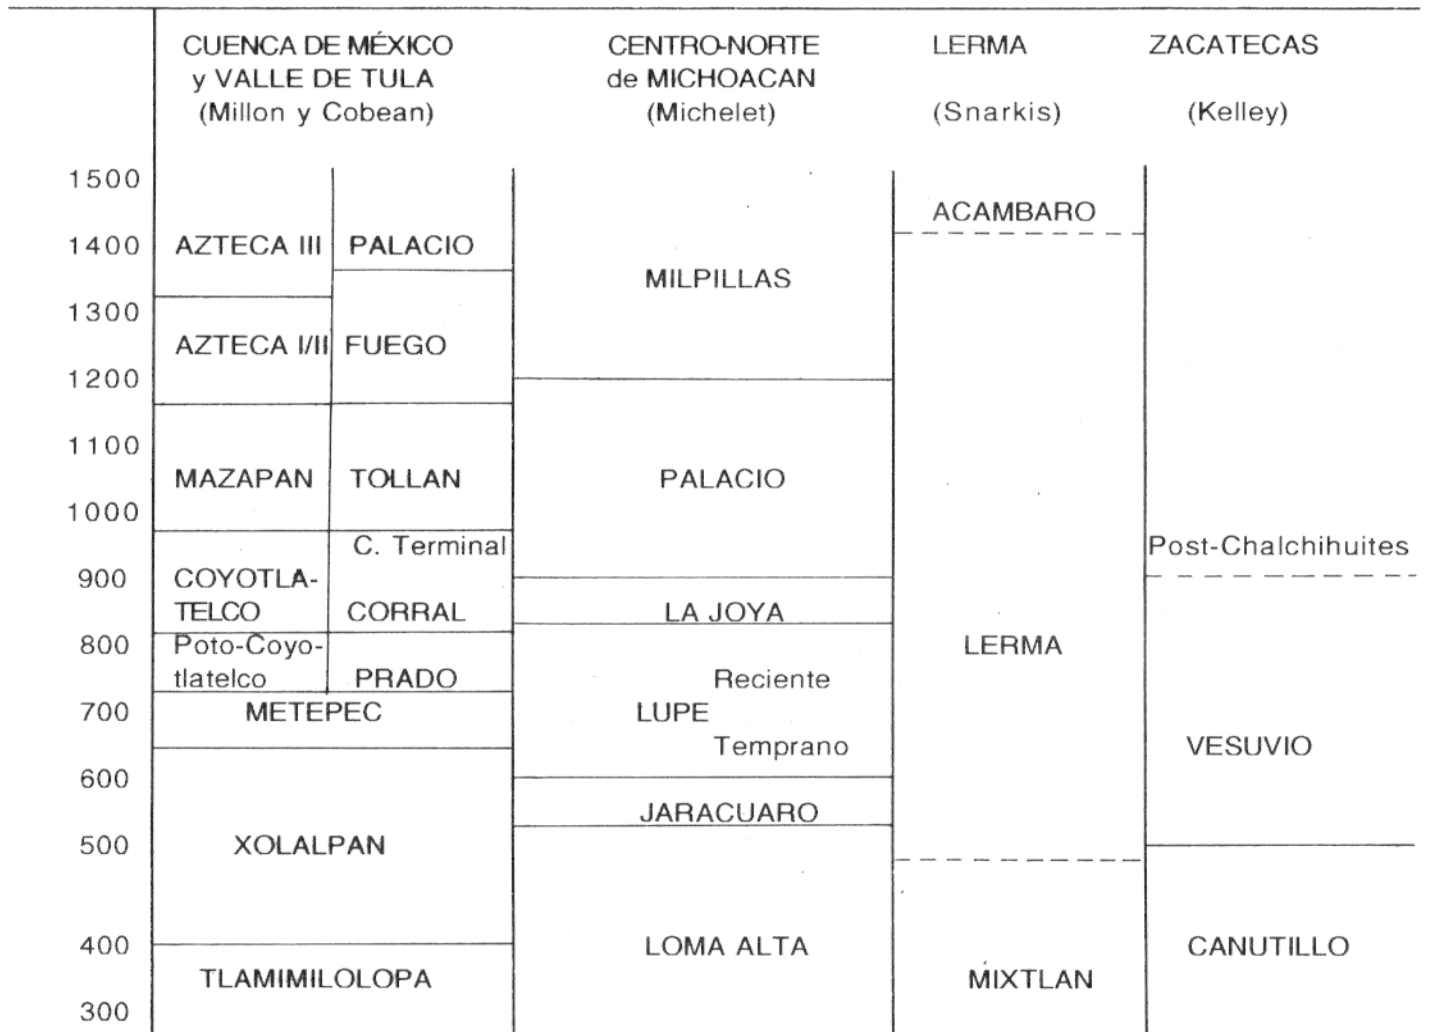 CUENCA DE MÉXICO CENTRO-NORTE LERMA ZACATECAS
y VALLE DE TULA de MICHOACAN
(Millon y Cobean) (Michelet) (Snarkis) (Kelley)
1500
ACAMBARO
1400 AZTECA III PALACIO
MILPILLAS
1300
AZTECA I/II FUEGO
1200
1100
MAZAPAN TOLLAN PALACIO
1000
C. Terminal Post-Chalchihuites
900 COYOTLA-
TELCO CORRAL LA JOYA
800 Poto-Coyo- LERMA
tlatelco PRADO Reciente
700 METEPEC LUPE
Temprano VESUVIO
600
JARACUARO
500 XOLALPAN
400 LOMA ALTA CANUTILLO
TLAMIMILOLOPA MIXTLAN
300